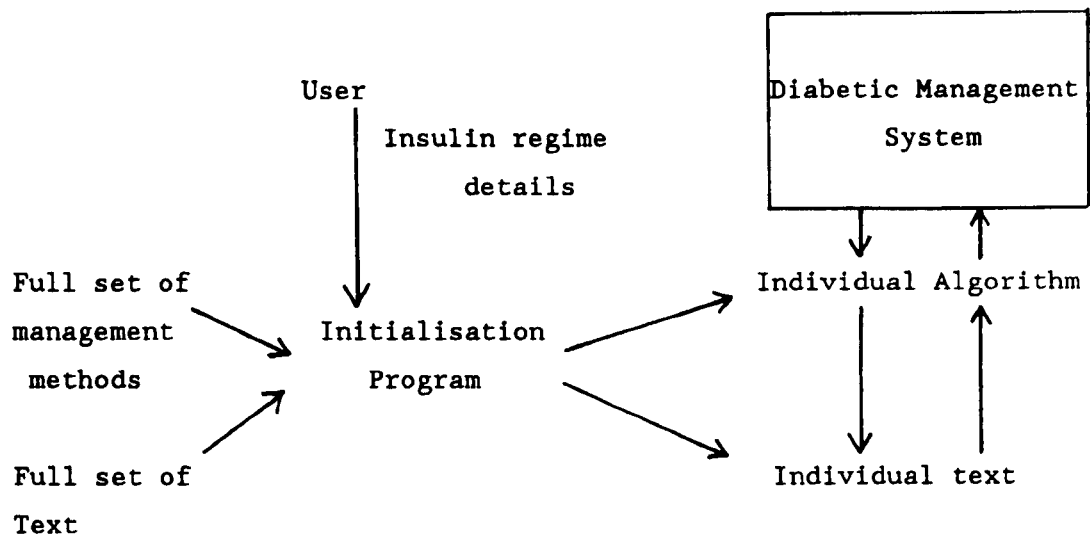 User
Insulin regime
details
Diabetic Management
System
Full set of
management
methods
Initialisation
Program
Individual Algorithm
Full set of
Text
Individual text